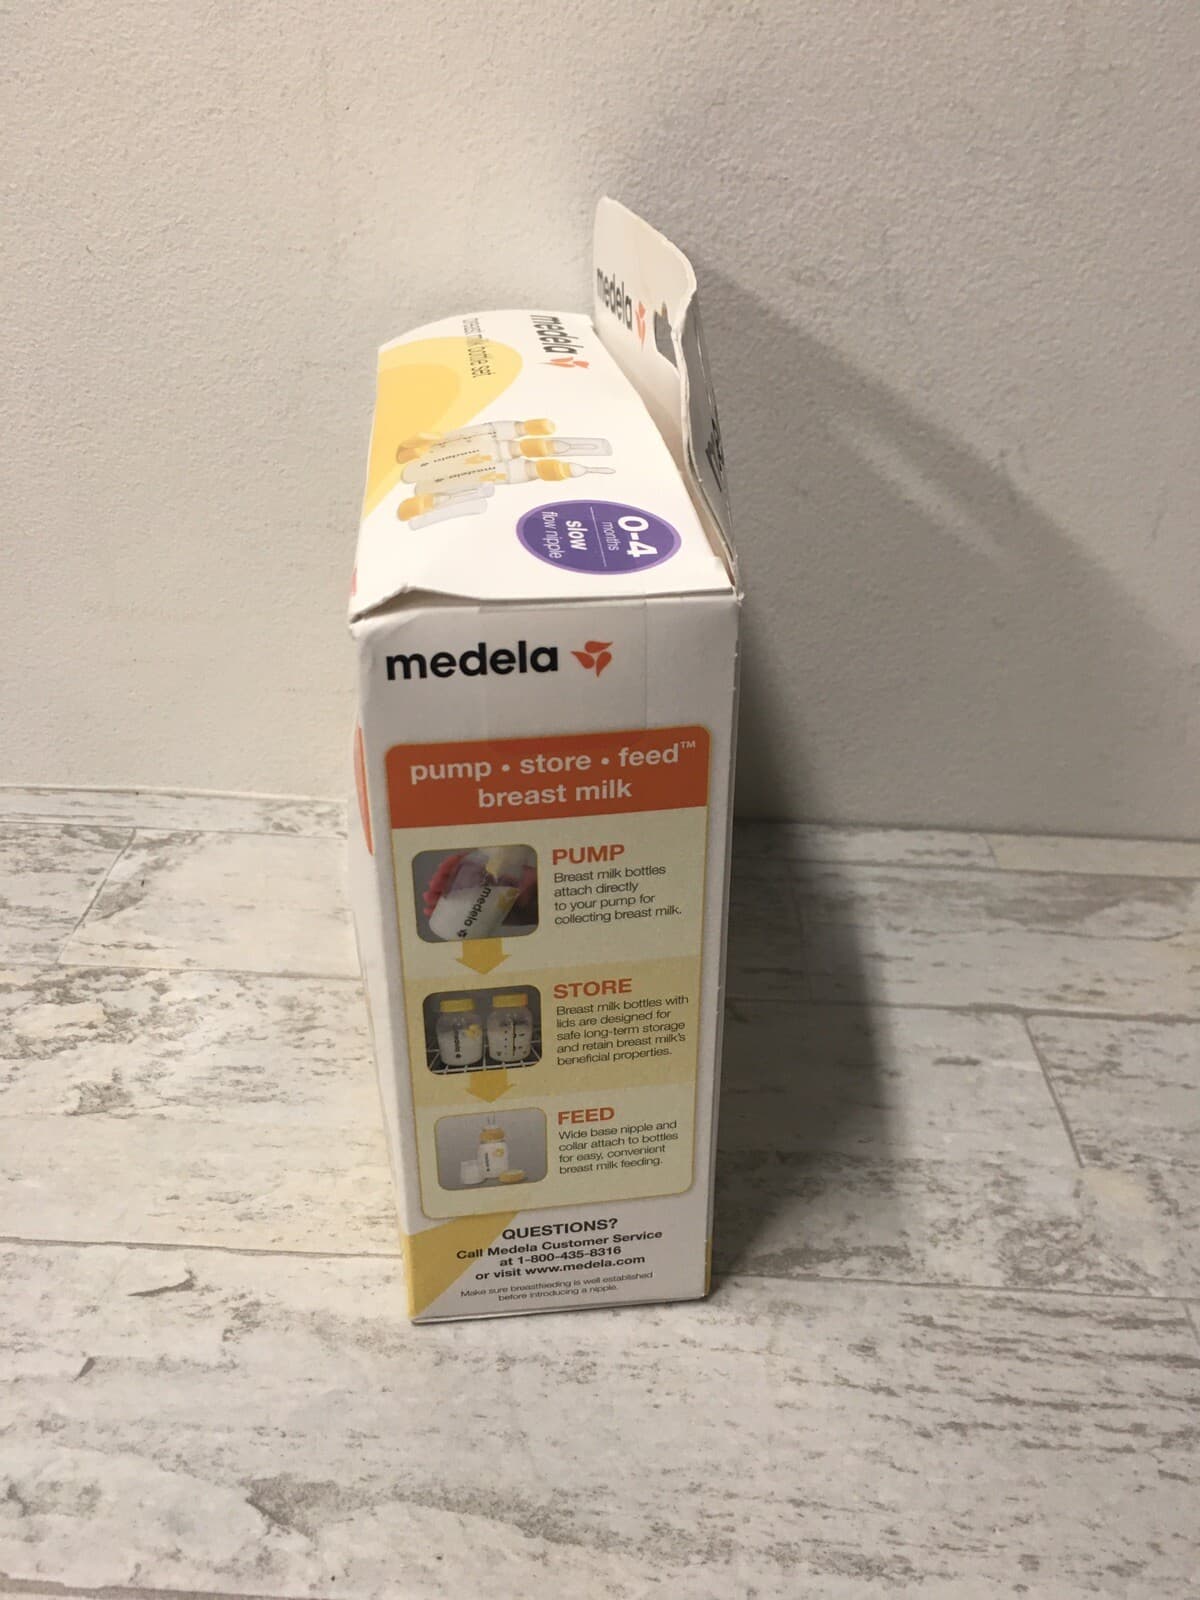 medela
medela
breast milk bottle set
0-4
months
slow
flow nipple
medela
pump • store • feed™
breast milk
PUMP
Breast milk bottles
attach directly
to your pump for
collecting breast milk.
medela
STORE
Breast milk bottles with
lids are designed for
safe long-term storage
and retain breast milk's
beneficial properties.
FEED
Wide base nipple and
collar attach to bottles
for easy, convenient
breast milk feeding.
QUESTIONS?
Call Medela Customer Service
at 1-800-435-8316
or visit www.medela.com
Make sure breastfeeding is well established
before introducing a nipple.